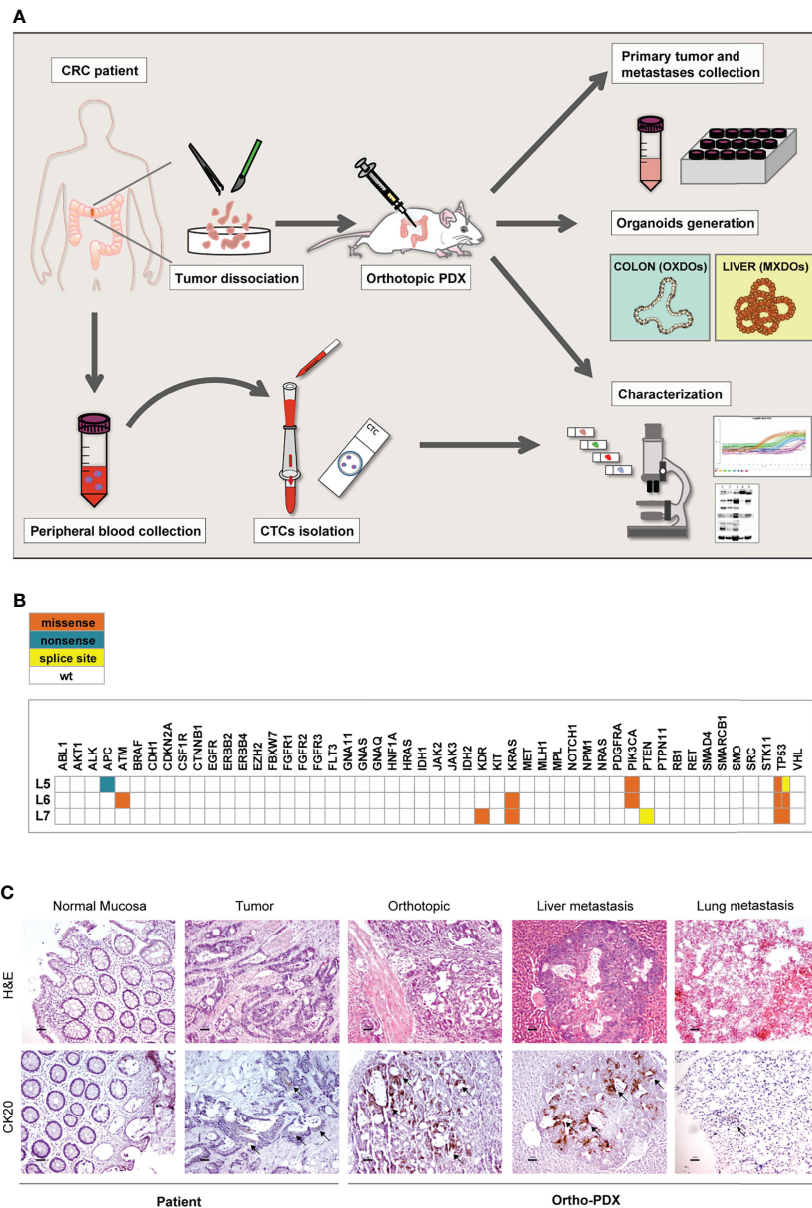 A
CRC patient
Primary tumor and
metastases collection
Tumor dissociation
Orthotopic PDX
Organoids generation
COLON (OXDOs)
LIVER (MXDOs)
Characterization
CTC
Peripheral blood collection
CTCs isolation
B
missense
nonsense
splice site
wt
ABL1
AKT1
ALK
APC
ATM
BRAF
CDH1
CDKN2A
CSF1R
CTNNB1
EGFR
ERBB2
ERBB4
EZH2
FBXW7
FGFR1
FGFR2
FGFR3
FLT3
GNA11
GNAS
GNAQ
HNF1A
HRAS
IDH1
JAK2
JAK3
IDH2
KDR
KIT
KRAS
MET
MLH1
MPL
NOTCH1
NPM1
NRAS
PDGFRA
PIK3CA
PTEN
PTPN11
RB1
RET
SMAD4
SMARCB1
SMO
SRC
STK11
TP53
VHL
L5
L6
L7
C
Normal Mucosa
Tumor
Orthotopic
Liver metastasis
Lung metastasis
H&E
CK20
Patient
Ortho-PDX